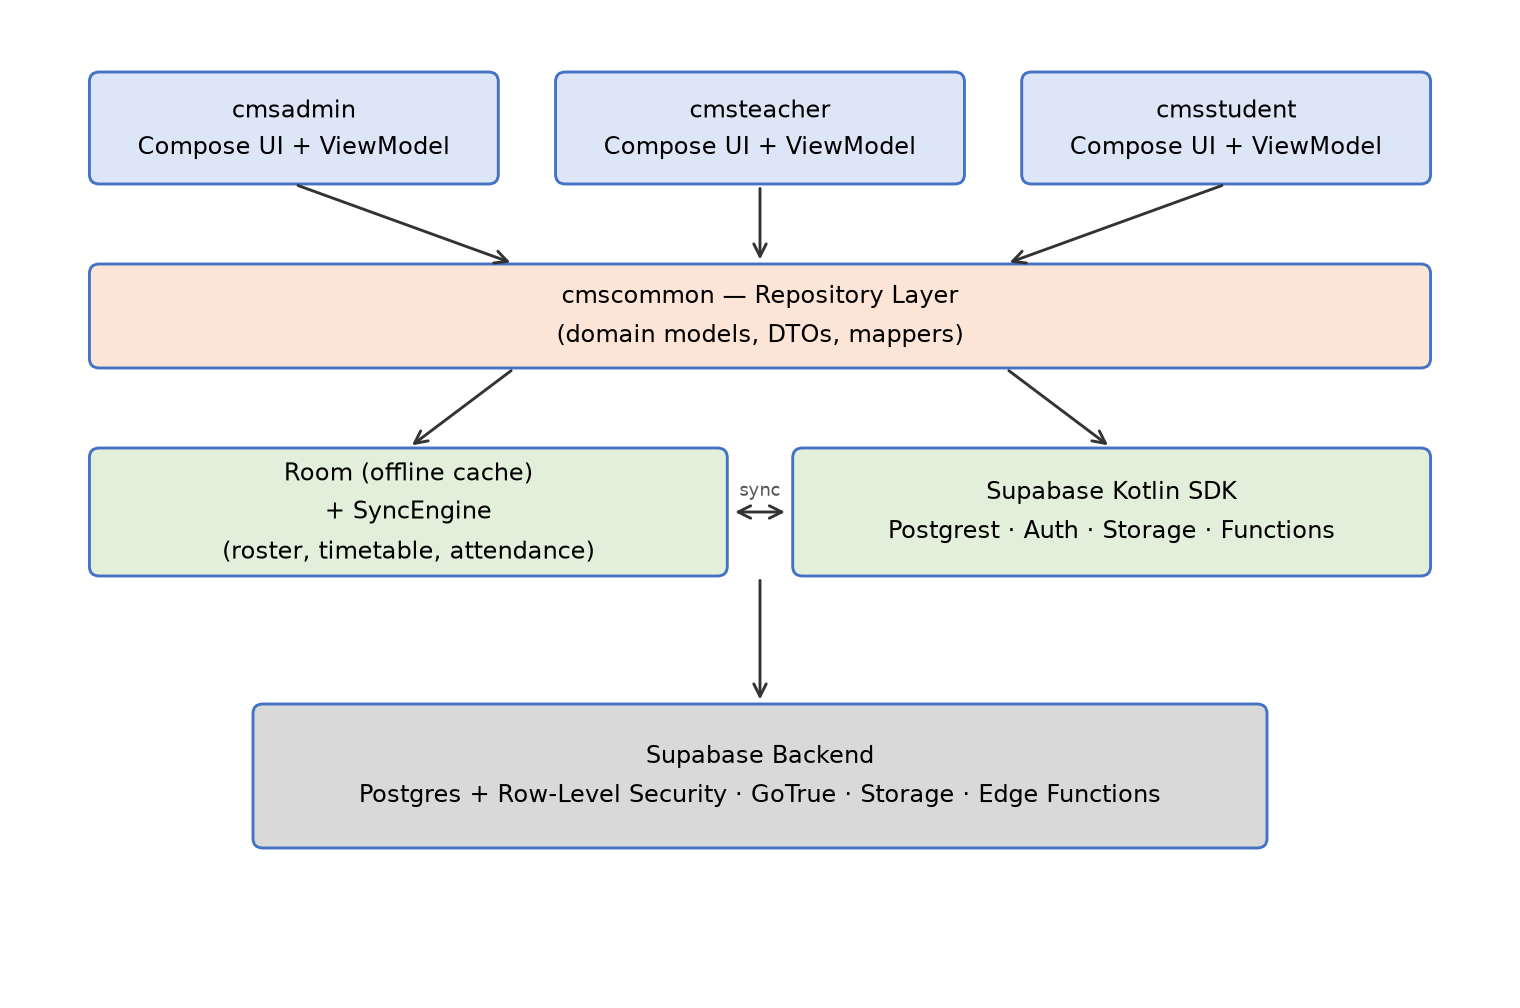 cmsadmin
Compose UI + ViewModel
cmsteacher
Compose UI + ViewModel
cmsstudent
Compose UI + ViewModel
cmscommon — Repository Layer
(domain models, DTOs, mappers)
Room (offline cache)
+ SyncEngine
(roster, timetable, attendance)
sync
Supabase Kotlin SDK
Postgrest · Auth · Storage · Functions
Supabase Backend
Postgres + Row-Level Security · GoTrue · Storage · Edge Functions